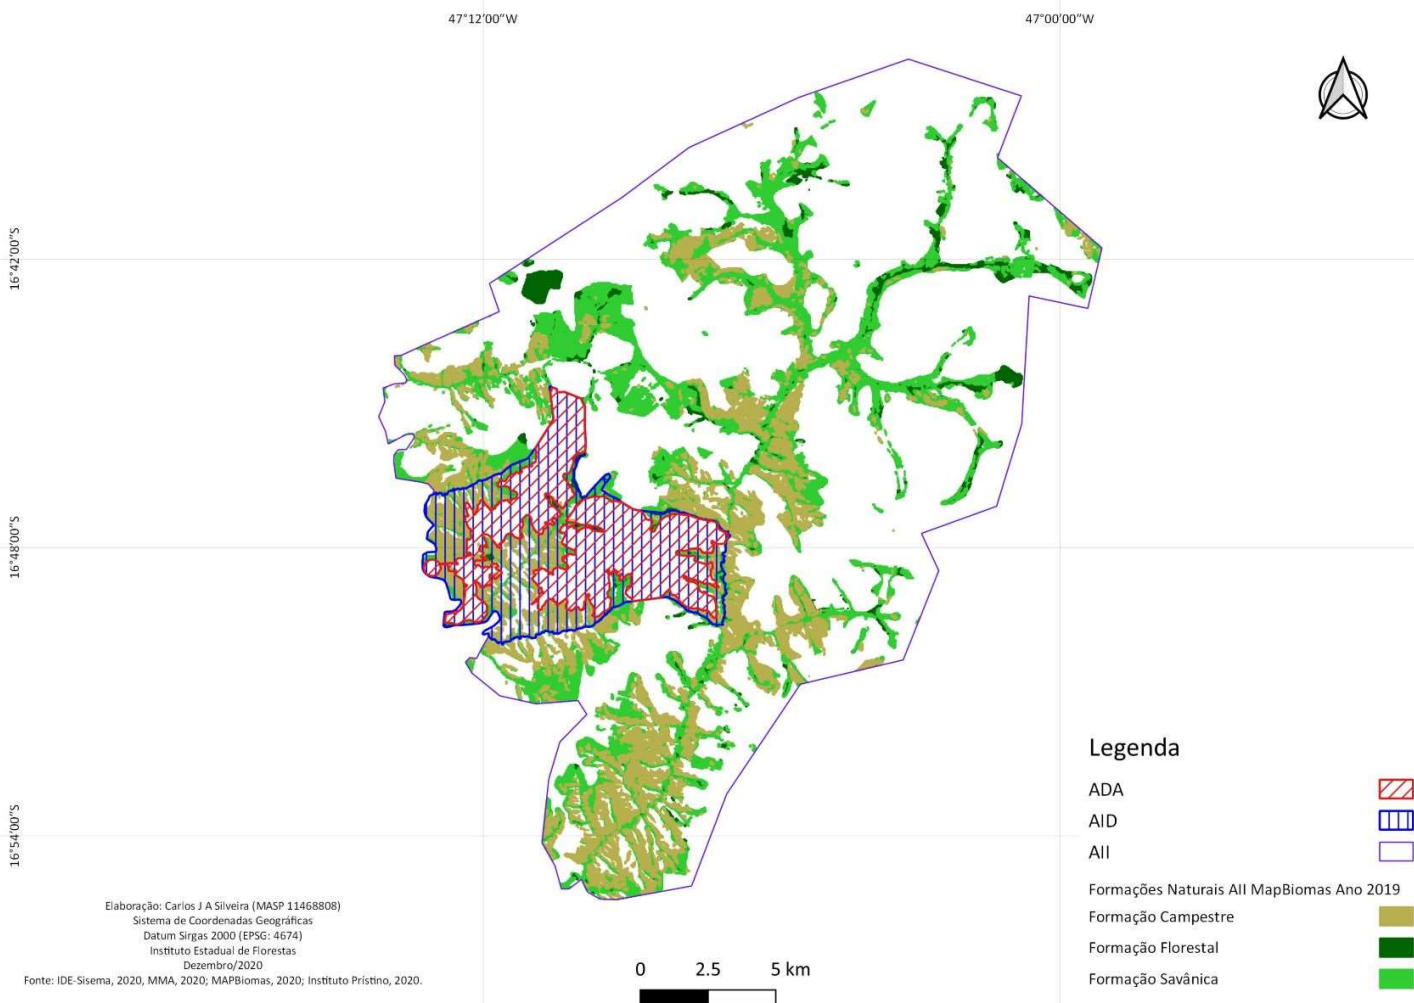 47°12'00"W
47°00'00"W
16°42'00"S
16°48'00"S
16°54'00"S
Legenda
ADA
AID
AII
Formações Naturais AII MapBiomas Ano 2019
Formação Campestre
Formação Florestal
Formação Savânica
Elaboração: Carlos J A Silveira (MASP 11468808)
Sistema de Coordenadas Geográficas
Datum Sirgas 2000 (EPSG: 4674)
Instituto Estadual de Florestas
Dezembro/2020
Fonte: IDE-Sisema, 2020, MMA, 2020; MAPBiomas, 2020; Instituto Prístino, 2020.
0 2.5 5 km